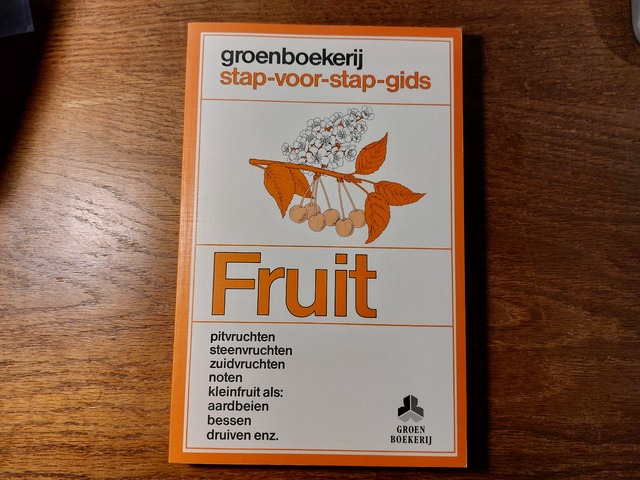 groenboekerij
stap-voor-stap-gids
Fruit
pitvruchten
steenvruchten
zuidvruchten
noten
kleinfruit als:
aardbeien
bessen
druiven enz.
GROEN
BOEKERIJ